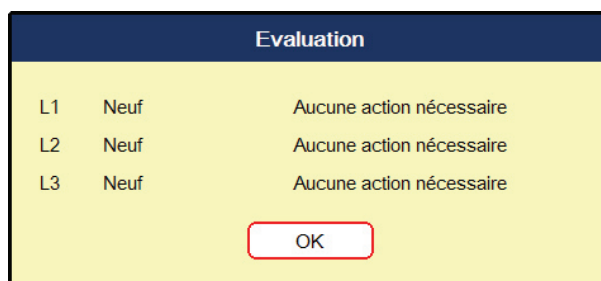 Evaluation
L1 Neuf Aucune action nécessaire
L2 Neuf Aucune action nécessaire
L3 Neuf Aucune action nécessaire
OK